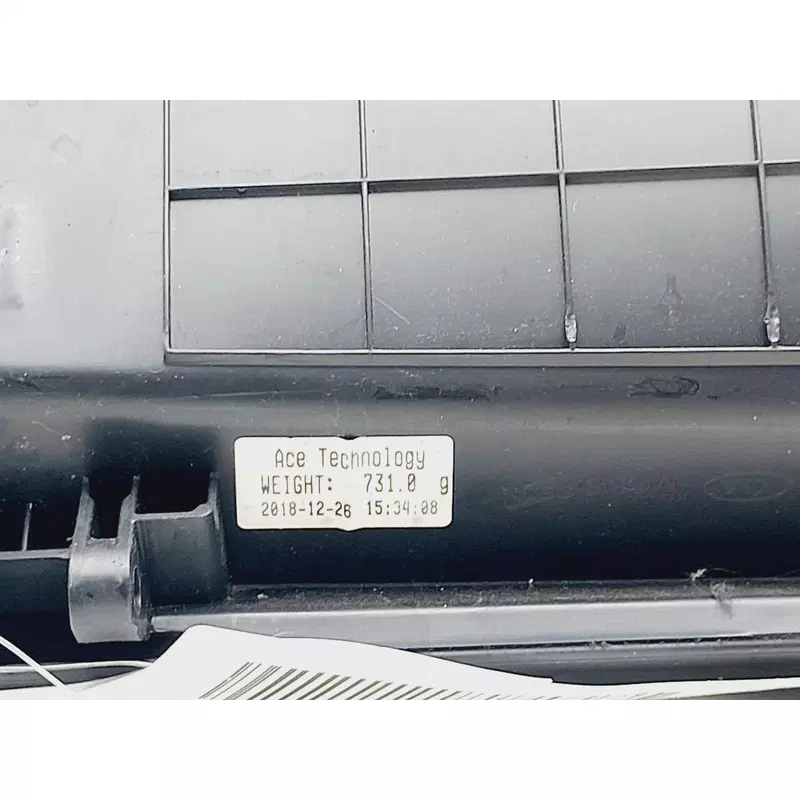 Ace Technology
WEIGHT: 731.0 g
2018-12-26 15:34:08